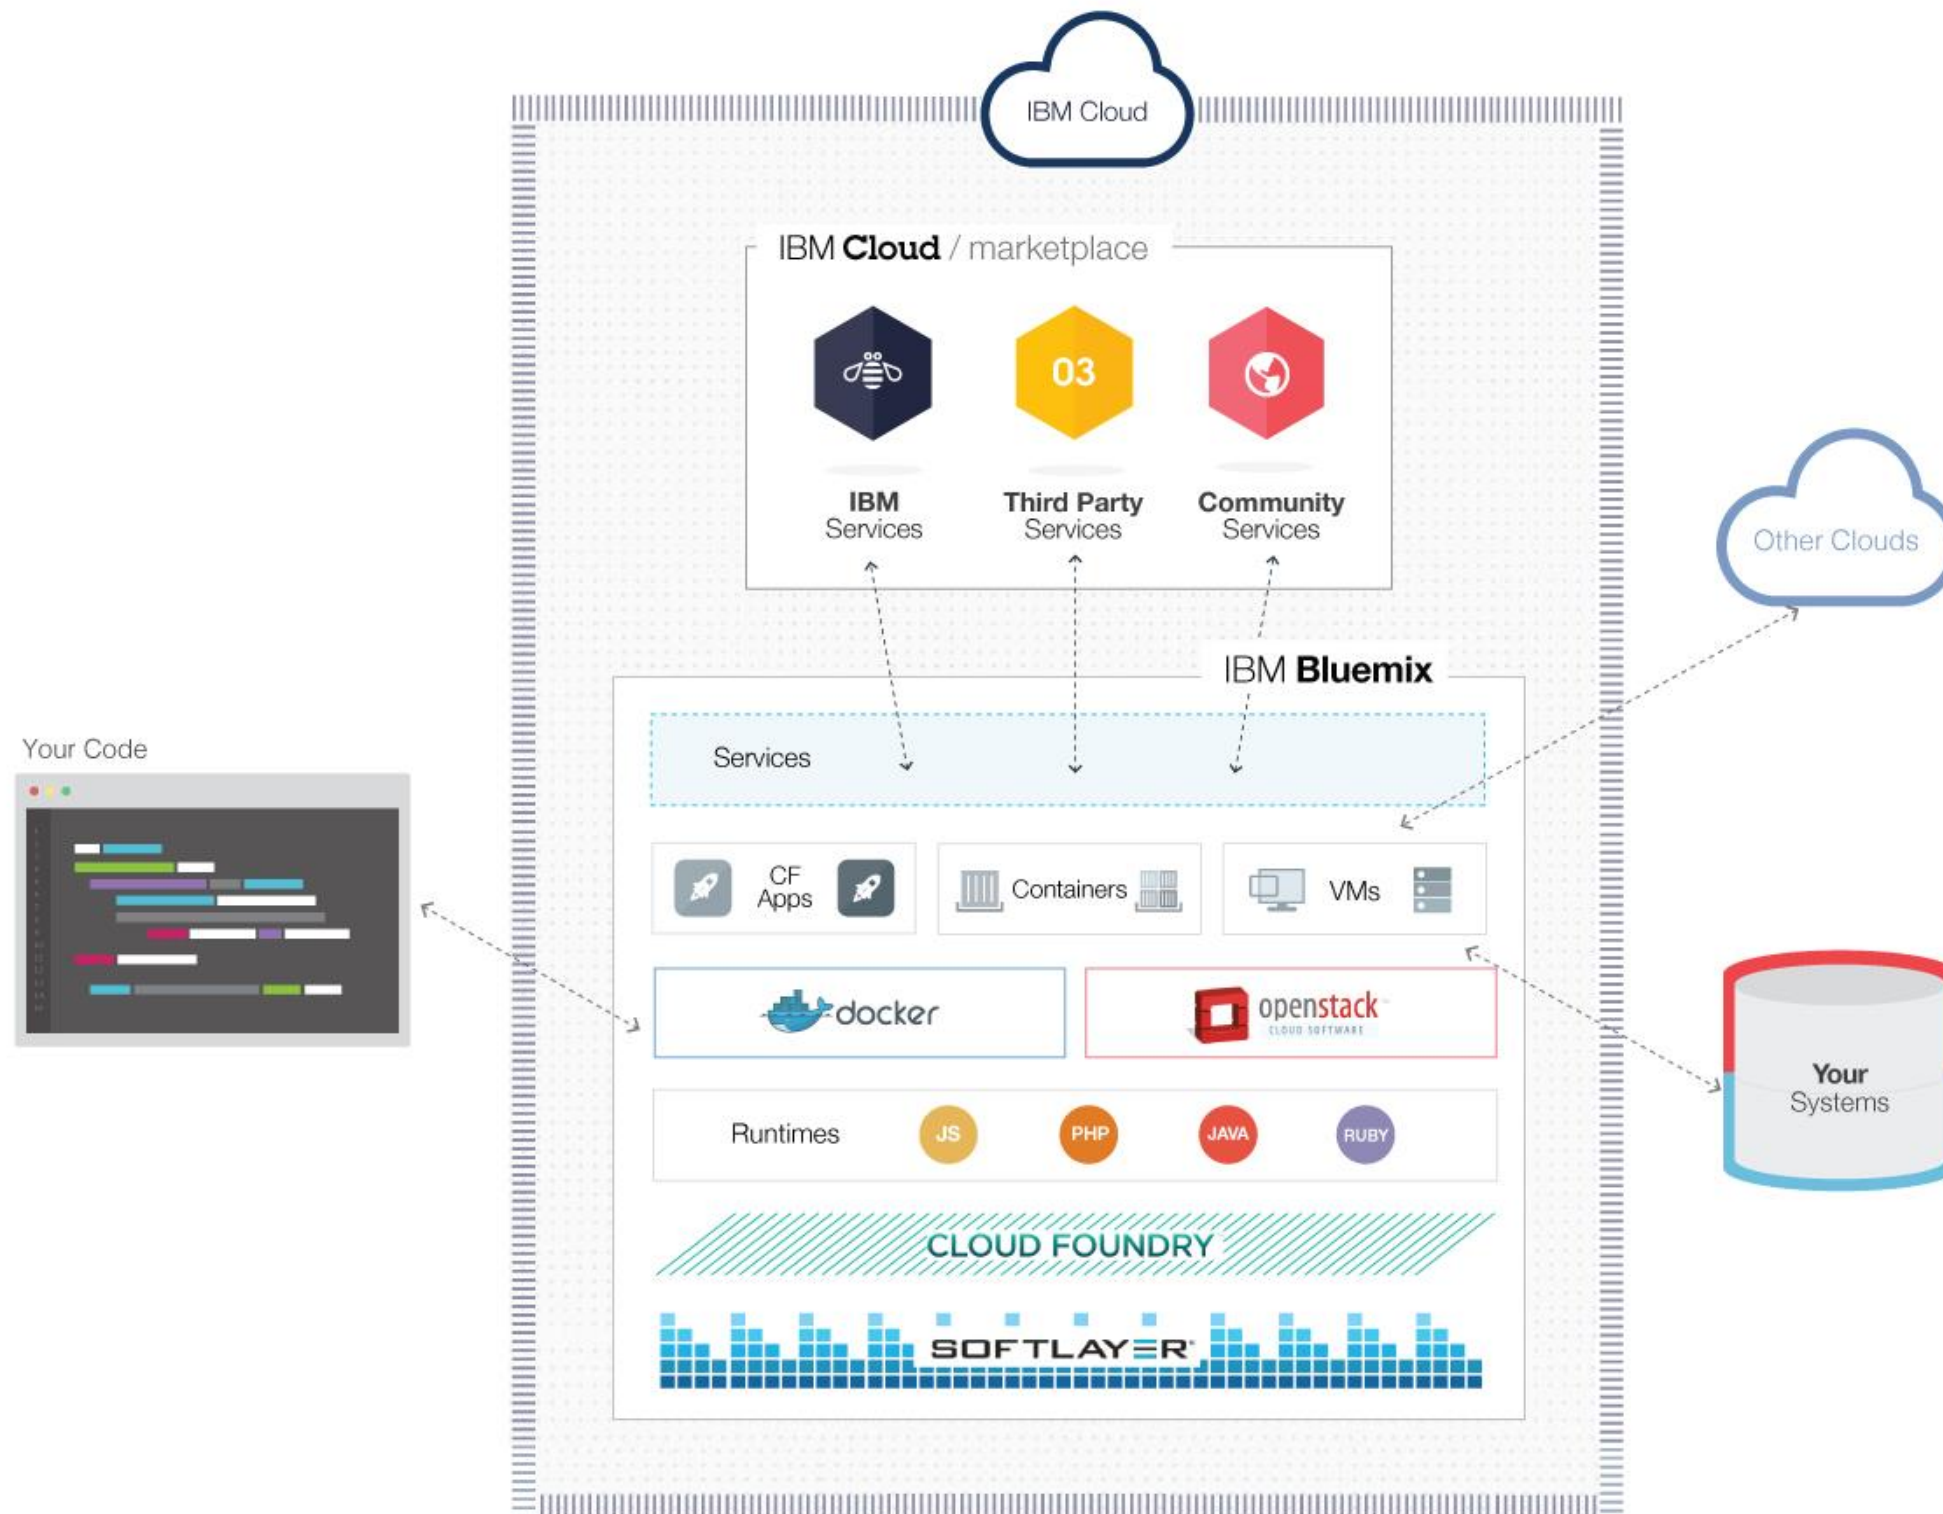 IBM Cloud
IBM Cloud / marketplace
03
IBM
Services
Third Party
Services
Community
Services
Other Clouds
IBM Bluemix
Services
Your Code
CF
Apps
Containers
VMs
docker
openstack
CLOUD SOFTWARE
Your
Systems
Runtimes
JS
PHP
JAVA
RUBY
CLOUD FOUNDRY
SOFTLAYER